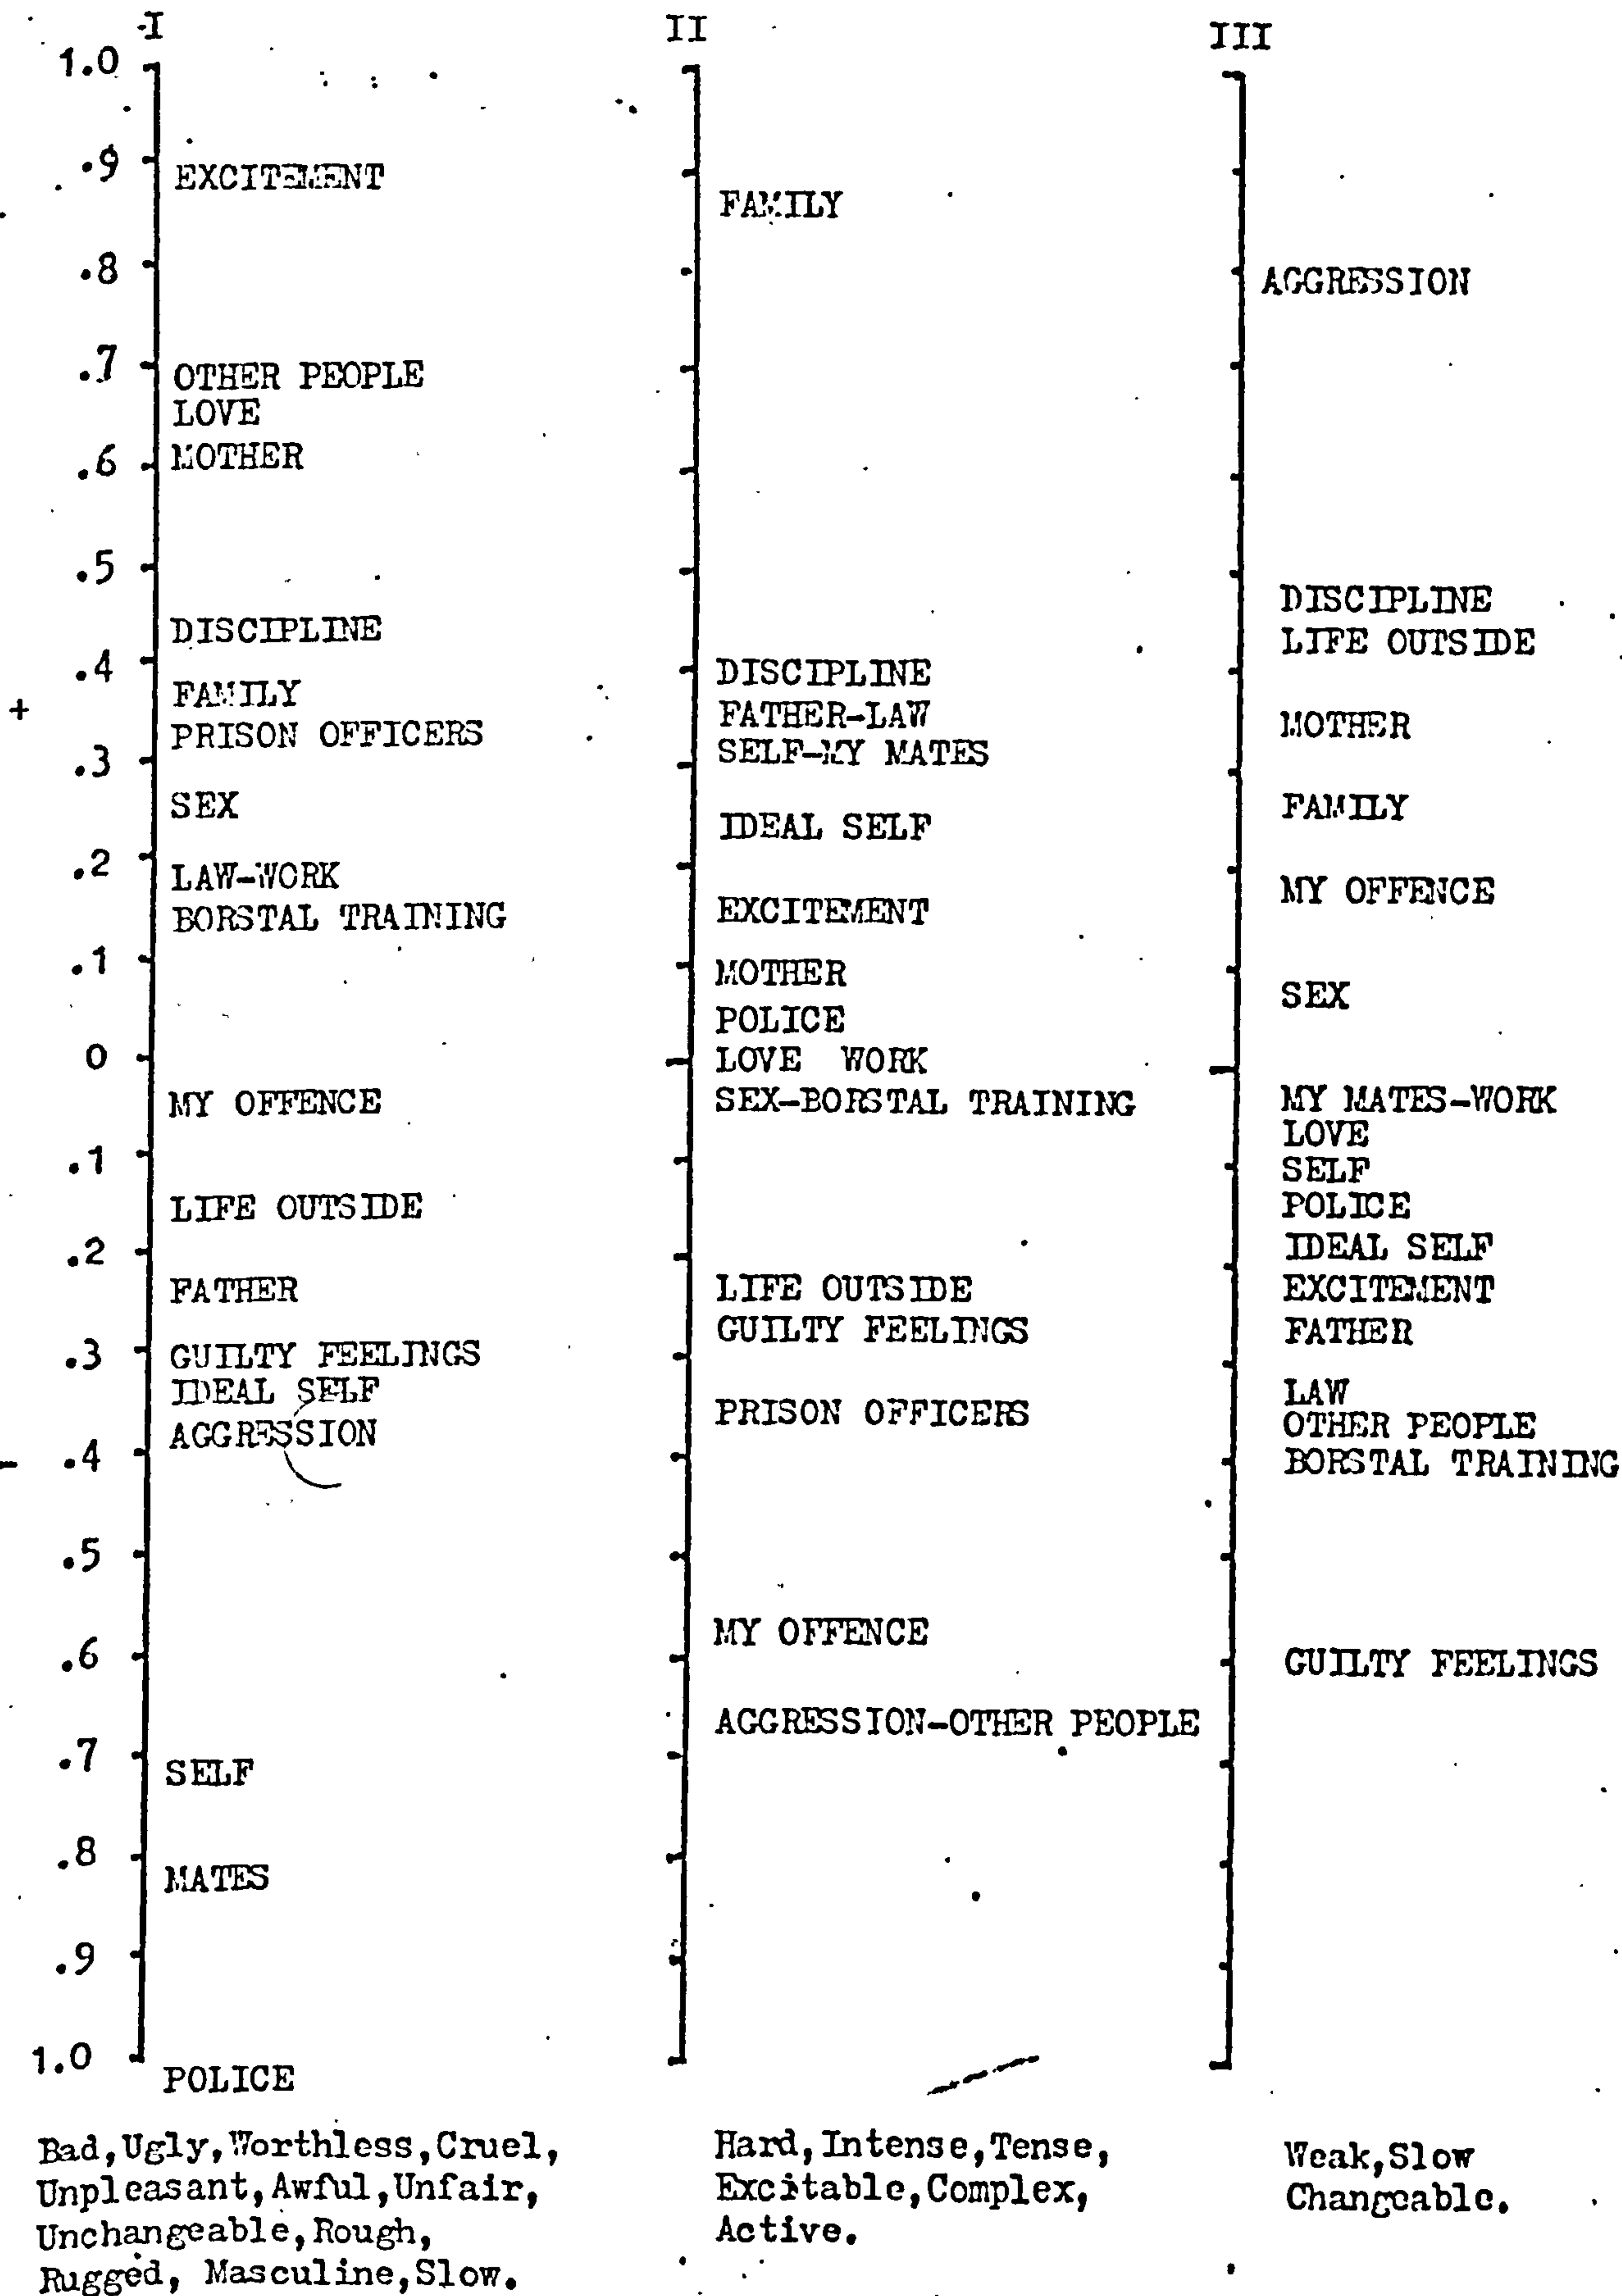 I
II
III
1.0
.9
.8
.7
.6
.5
.4
+
.3
.2
.1
0
.1
.2
.3
-
.4
.5
.6
.7
.8
.9
1.0
EXCITEMENT
OTHER PEOPLE
LOVE
MOTHER
DISCIPLINE
FAMILY
PRISON OFFICERS
SEX
LAW-WORK
BORSTAL TRAINING
MY OFFENCE
LIFE OUTSIDE
FATHER
GUILTY FEELINGS
IDEAL SELF
AGGRESSION
SELF
MATES
POLICE
Bad,Ugly,Worthless,Cruel,
Unpleasant,Awful,Unfair,
Unchangeable,Rough,
Rugged, Masculine,Slow.
FAMILY
DISCIPLINE
FATHER-LAW
SELF-MY MATES
IDEAL SELF
EXCITEMENT
MOTHER
POLICE
LOVE WORK
SEX-BORSTAL TRAINING
LIFE OUTSIDE
GUILTY FEELINGS
PRISON OFFICERS
MY OFFENCE
AGGRESSION-OTHER PEOPLE
Hard,Intense,Tense,
Excitable,Complex,
Active.
AGGRESSION
DISCIPLINE
LIFE OUTSIDE
MOTHER
FAMILY
MY OFFENCE
SEX
MY MATES-WORK
LOVE
SELF
POLICE
IDEAL SELF
EXCITEMENT
FATHER
LAW
OTHER PEOPLE
BORSTAL TRAINING
GUILTY FEELINGS
Weak,Slow
Changeable.